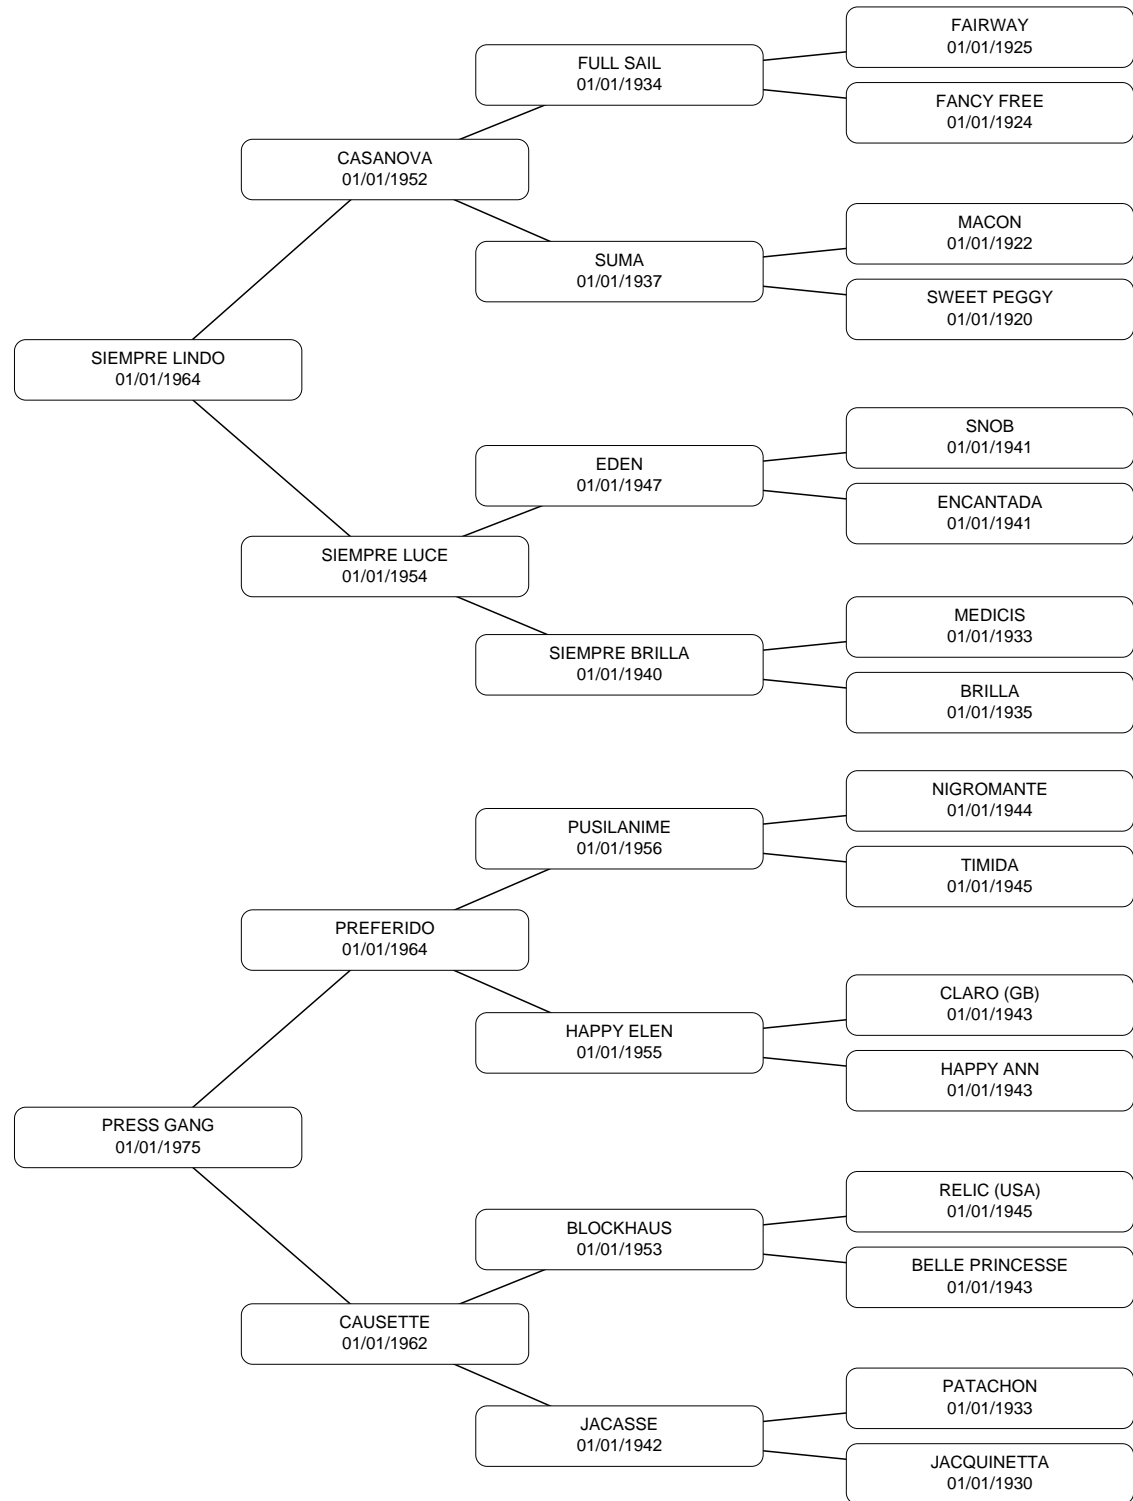 FAIRWAY
01/01/1925
FULL SAIL
01/01/1934
FANCY FREE
01/01/1924
CASANOVA
01/01/1952
MACON
01/01/1922
SUMA
01/01/1937
SWEET PEGGY
01/01/1920
SIEMPRE LINDO
01/01/1964
SNOB
01/01/1941
EDEN
01/01/1947
ENCANTADA
01/01/1941
SIEMPRE LUCE
01/01/1954
MEDICIS
01/01/1933
SIEMPRE BRILLA
01/01/1940
BRILLA
01/01/1935
NIGROMANTE
01/01/1944
PUSILANIME
01/01/1956
TIMIDA
01/01/1945
PREFERIDO
01/01/1964
CLARO (GB)
01/01/1943
HAPPY ELEN
01/01/1955
HAPPY ANN
01/01/1943
PRESS GANG
01/01/1975
RELIC (USA)
01/01/1945
BLOCKHAUS
01/01/1953
BELLE PRINCESSE
01/01/1943
CAUSETTE
01/01/1962
PATACHON
01/01/1933
JACASSE
01/01/1942
JACQUINETTA
01/01/1930